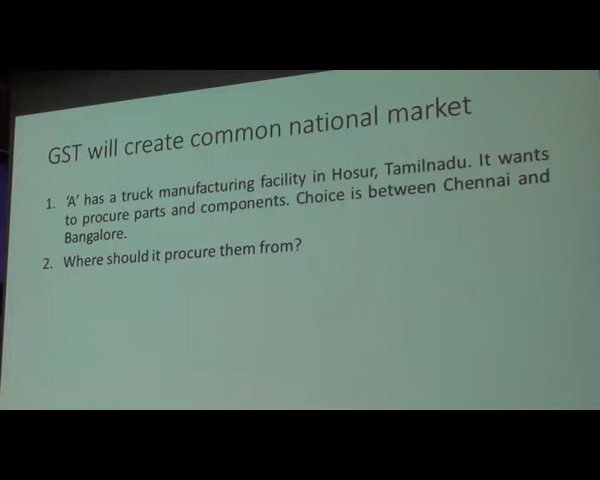 GST will create common national market
1. 'A' has a truck manufacturing facility in Hosur, Tamilnadu. It wants
to procure parts and components. Choice is between Chennai and
Bangalore.
2. Where should it procure them from?